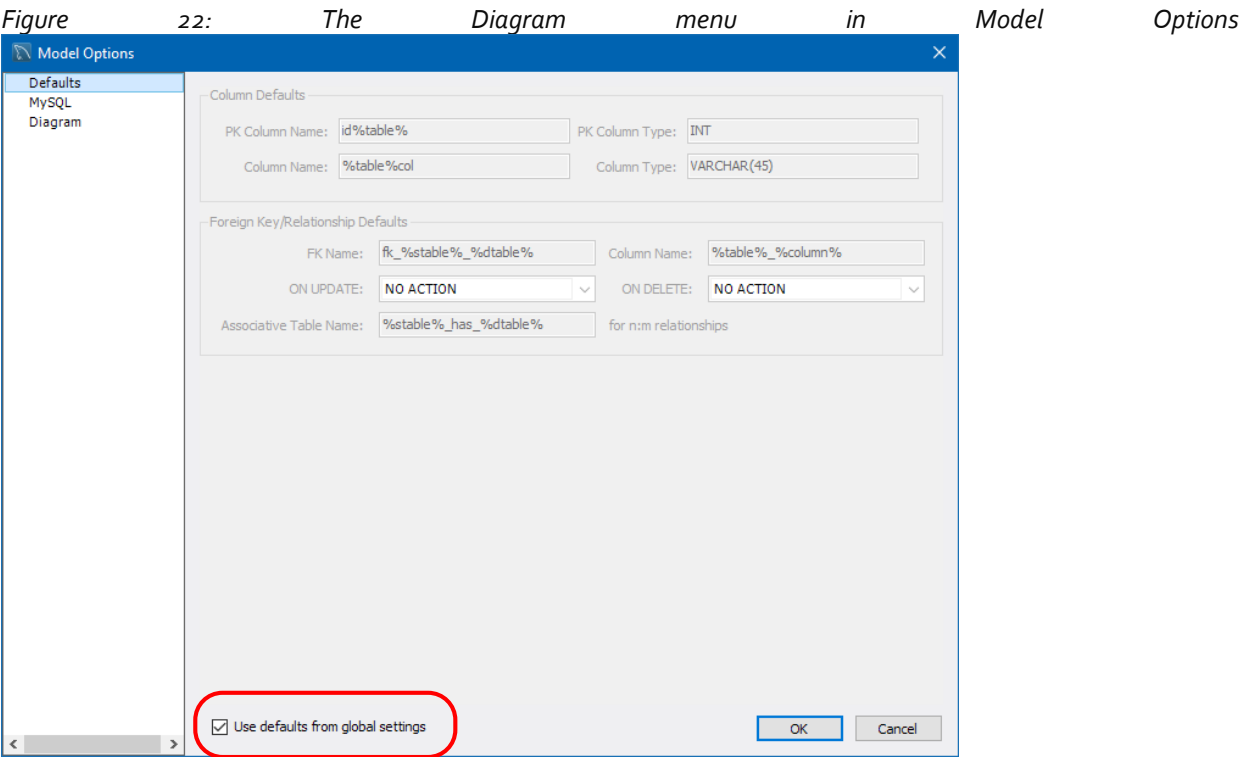 Figure 22: The Diagram menu in Model Options
Model Options
Defaults
MySQL
Diagram
Column Defaults
PK Column Name: id%table% PK Column Type: INT
Column Name: %table%col Column Type: VARCHAR(45)
Foreign Key/Relationship Defaults
FK Name: fk_%stable%_%dtable% Column Name: %table%_%column%
ON UPDATE: NO ACTION ON DELETE: NO ACTION
Associative Table Name: %stable%_has_%dtable% for n:m relationships
Use defaults from global settings OK Cancel